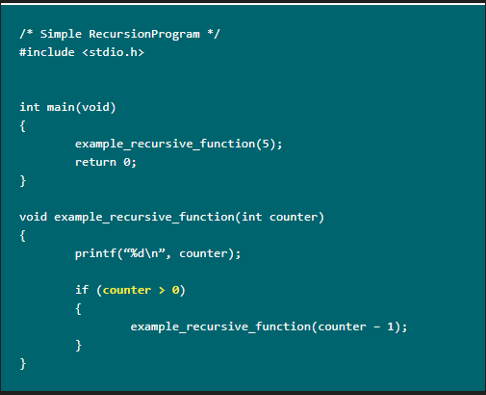 /* Simple RecursionProgram */
#include <stdio.h>
int main(void)
{
example_recursive_function(5);
return 0;
}
void example_recursive_function(int counter)
{
printf(“%d\n”, counter);
if (counter > 0)
{
example_recursive_function(counter – 1);
}
}